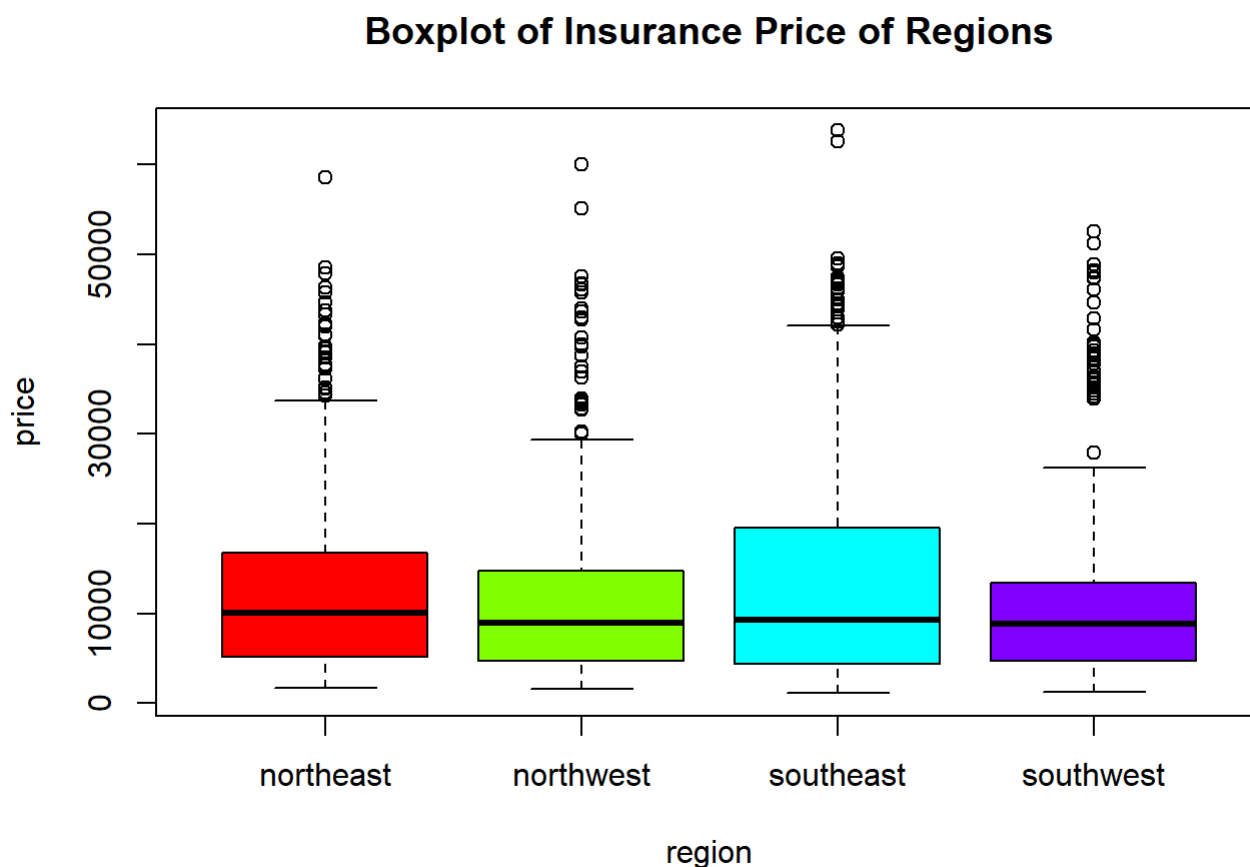 Boxplot of Insurance Price of Regions
price
50000
30000
10000
0
northeast northwest southeast southwest
region